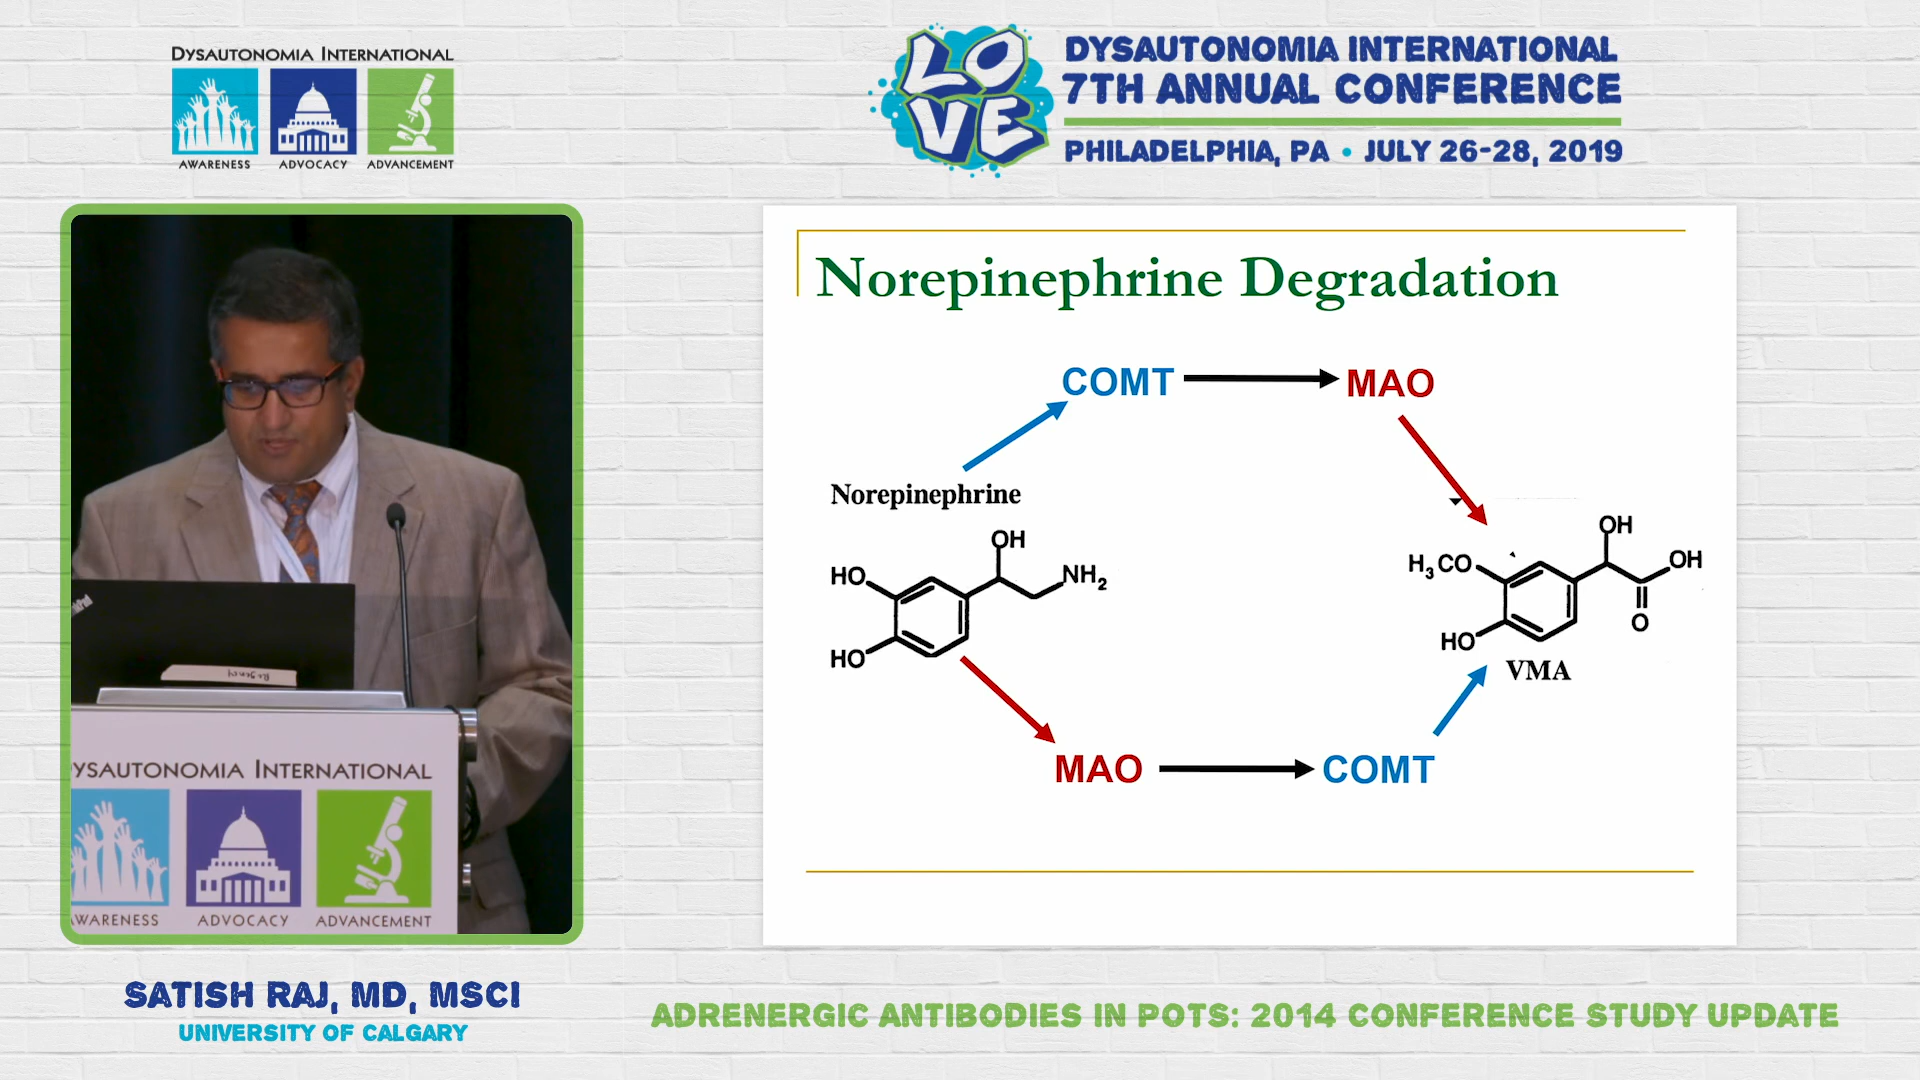 DYSAUTONOMIA INTERNATIONAL
AWARENESS ADVOCACY ADVANCEMENT
LOVE
DYSAUTONOMIA INTERNATIONAL
7TH ANNUAL CONFERENCE
PHILADELPHIA, PA • JULY 26-28, 2019
Norepinephrine Degradation
COMT
MAO
Norepinephrine
OH
HO
NH2
HO
OH
H3CO
OH
O
HO
VMA
MAO
COMT
YSAUTONOMIA INTERNATIONAL
WARENESS ADVOCACY ADVANCEMENT
SATISH RAJ, MD, MSCI
UNIVERSITY OF CALGARY
ADRENERGIC ANTIBODIES IN POTS: 2014 CONFERENCE STUDY UPDATE